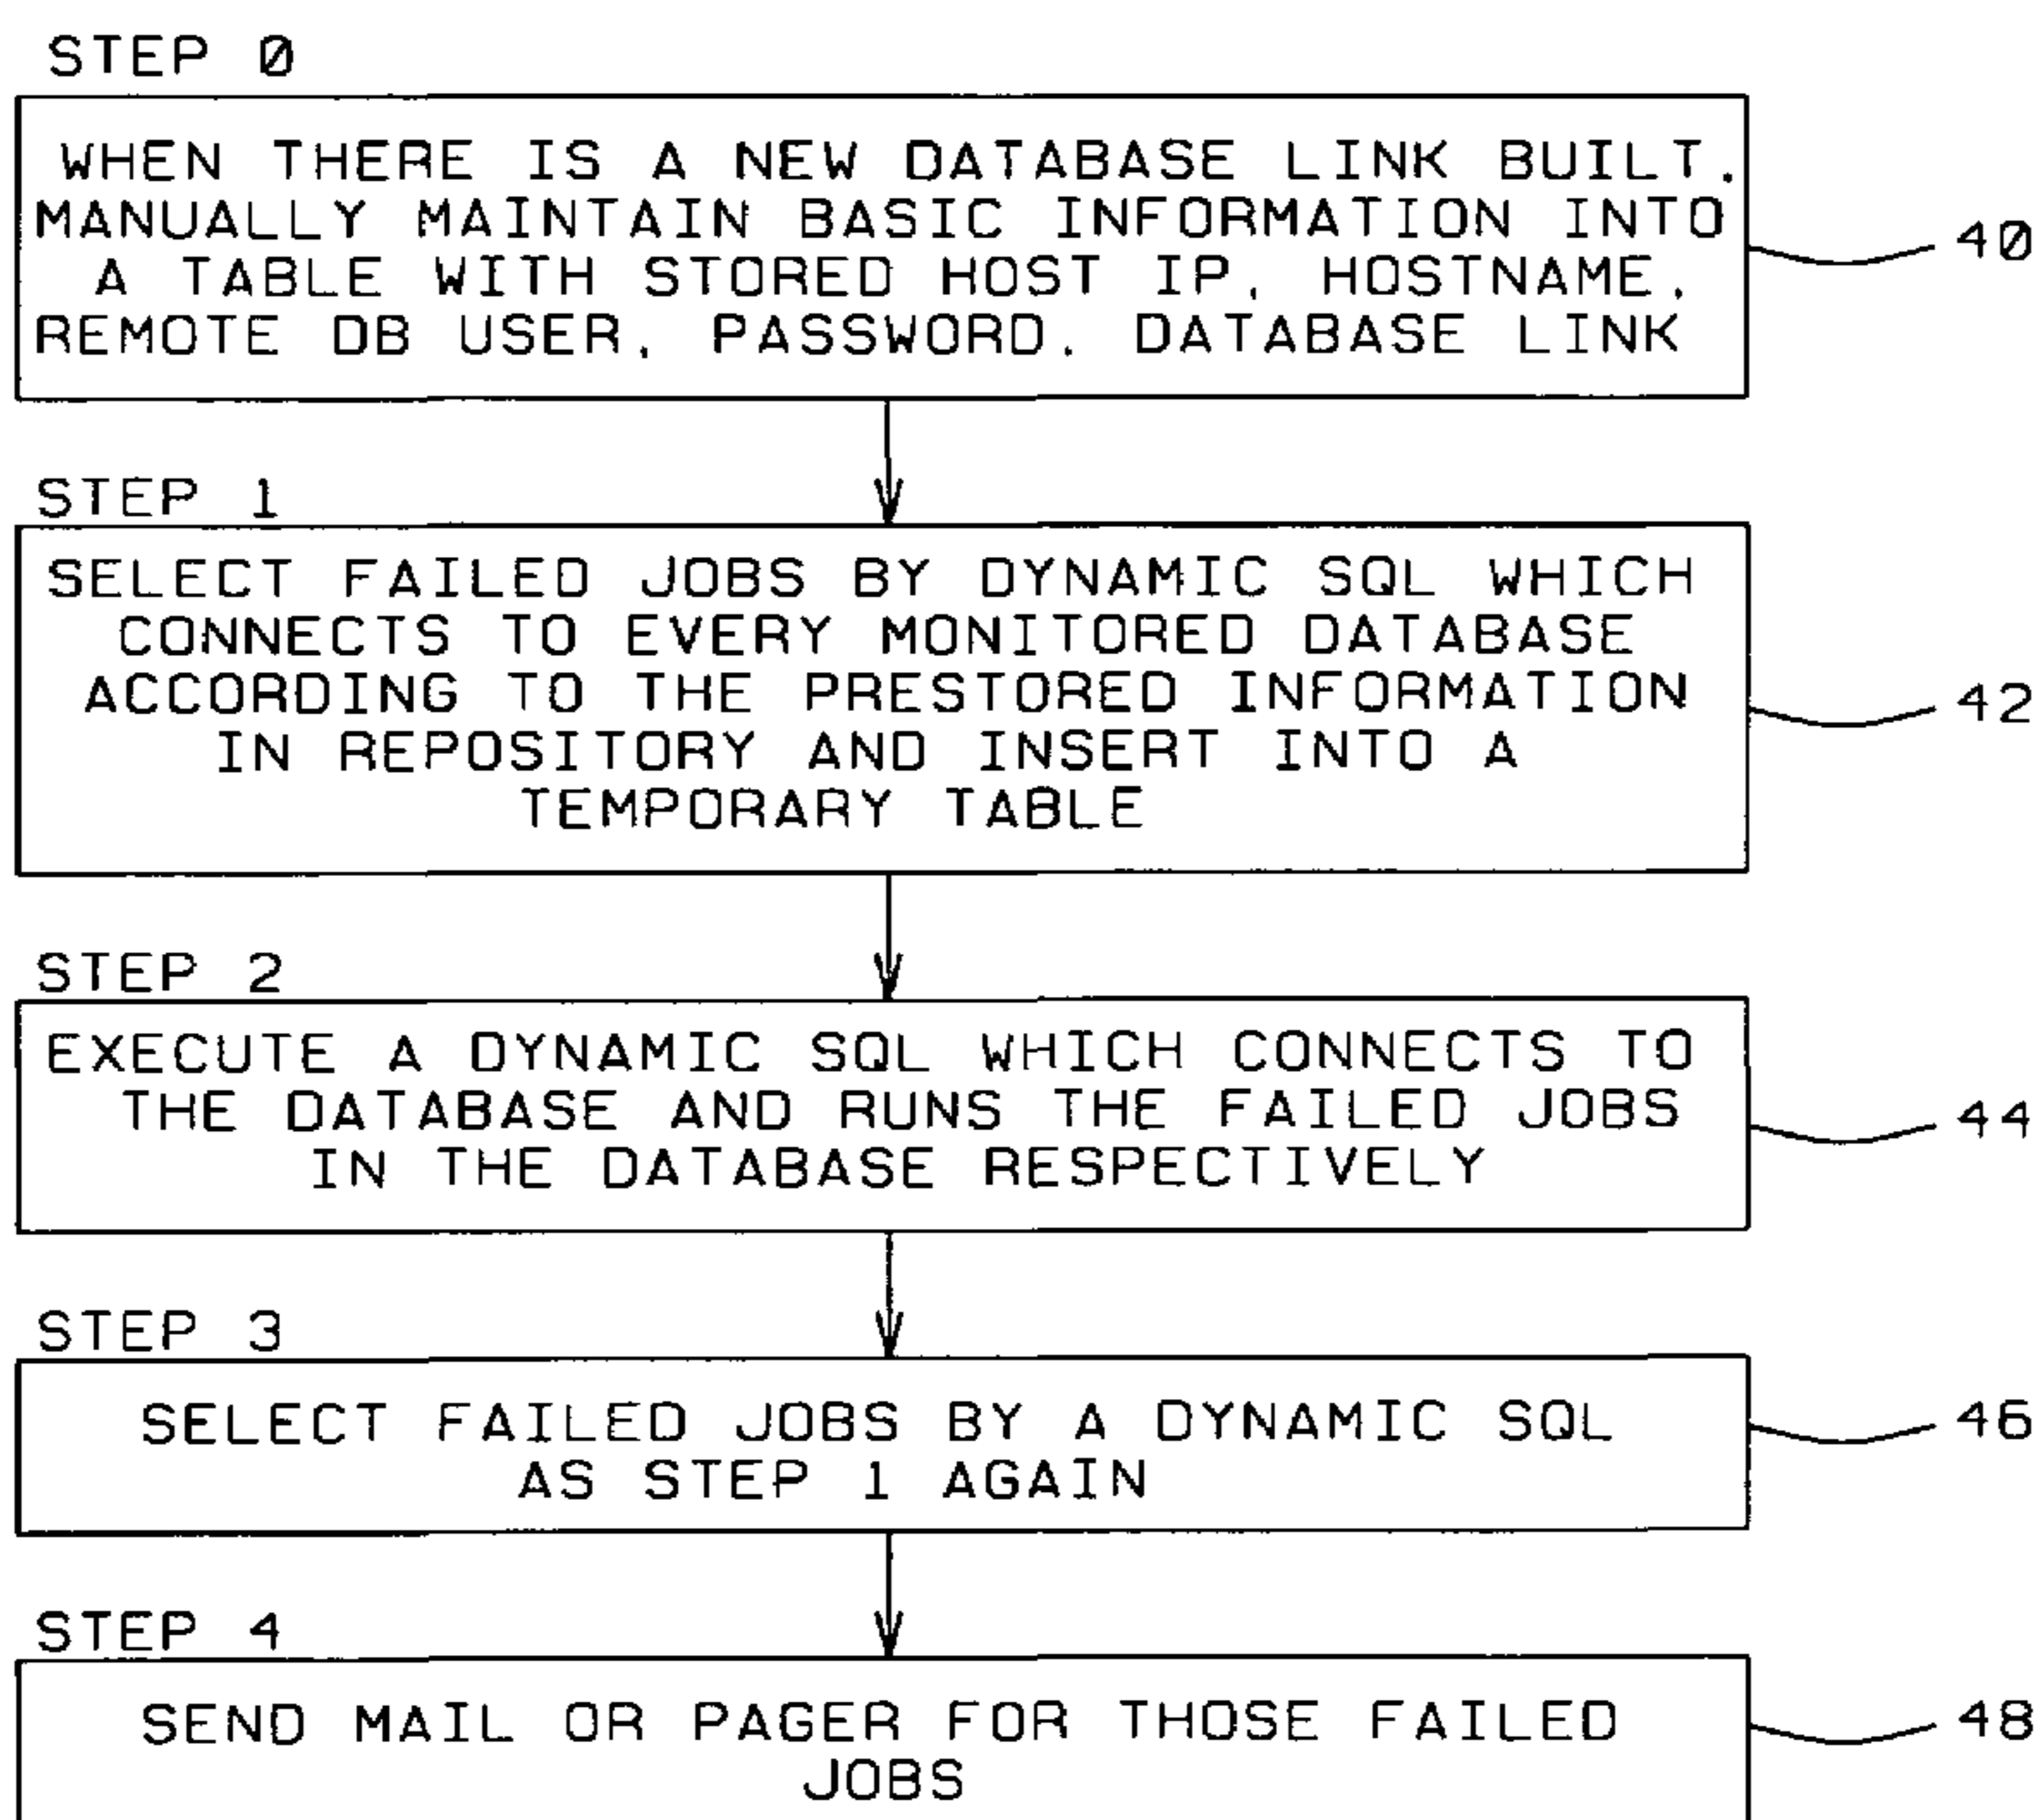 STEP 0
WHEN THERE IS A NEW DATABASE LINK BUILT,
MANUALLY MAINTAIN BASIC INFORMATION INTO
A TABLE WITH STORED HOST IP, HOSTNAME,
REMOTE DB USER, PASSWORD, DATABASE LINK
40
STEP 1
SELECT FAILED JOBS BY DYNAMIC SQL WHICH
CONNECTS TO EVERY MONITORED DATABASE
ACCORDING TO THE PRESTORED INFORMATION
IN REPOSITORY AND INSERT INTO A
TEMPORARY TABLE
42
STEP 2
EXECUTE A DYNAMIC SQL WHICH CONNECTS TO
THE DATABASE AND RUNS THE FAILED JOBS
IN THE DATABASE RESPECTIVELY
44
STEP 3
SELECT FAILED JOBS BY A DYNAMIC SQL
AS STEP 1 AGAIN
46
STEP 4
SEND MAIL OR PAGER FOR THOSE FAILED
JOBS
48